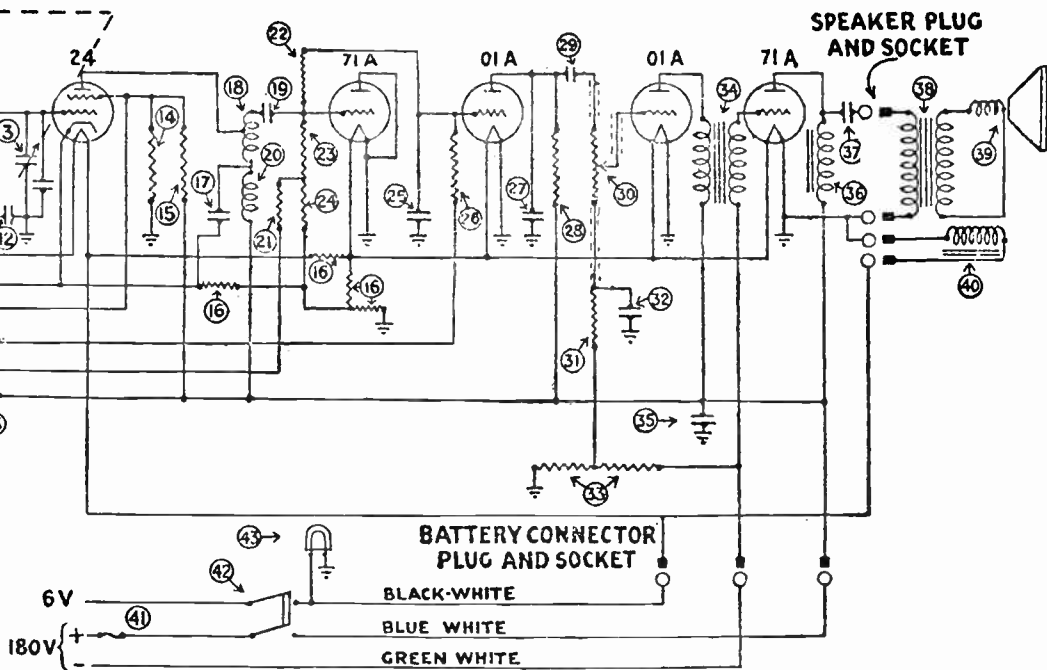 SPEAKER PLUG
AND SOCKET
24
22
71A
01A
29
01A
34
71A
38
18
19
3
14
23
30
37
39
20
36
17
24
25
26
27
28
15
21
12
16
16
16
32
40
31
35
33
43
BATTERY CONNECTOR
PLUG AND SOCKET
42
6V
BLACK-WHITE
41
180V { +
BLUE WHITE
-
GREEN WHITE